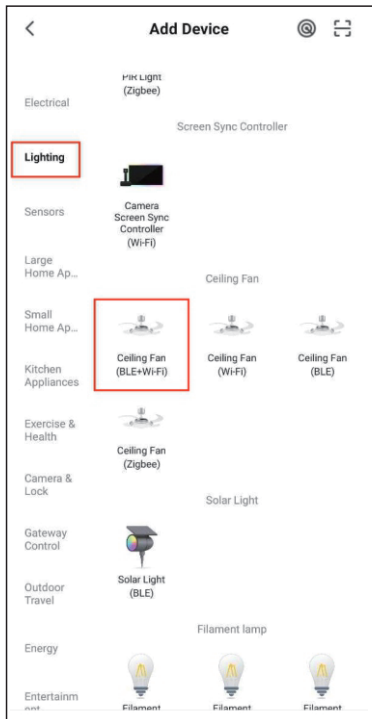 Add Device
Electrical
Lighting
Sensors
Large
Home Ap...
Small
Home Ap...
Kitchen
Appliances
Exercise &
Health
Camera &
Lock
Gateway
Control
Outdoor
Travel
Energy
Entertainm
ent
PIR Light
(Zigbee)
Screen Sync Controller
Camera
Screen Sync
Controller
(Wi-Fi)
Ceiling Fan
Ceiling Fan
(BLE+Wi-Fi)
Ceiling Fan
(Wi-Fi)
Ceiling Fan
(BLE)
Ceiling Fan
(Zigbee)
Solar Light
Solar Light
(BLE)
Filament lamp
Filament
Filament
Filament